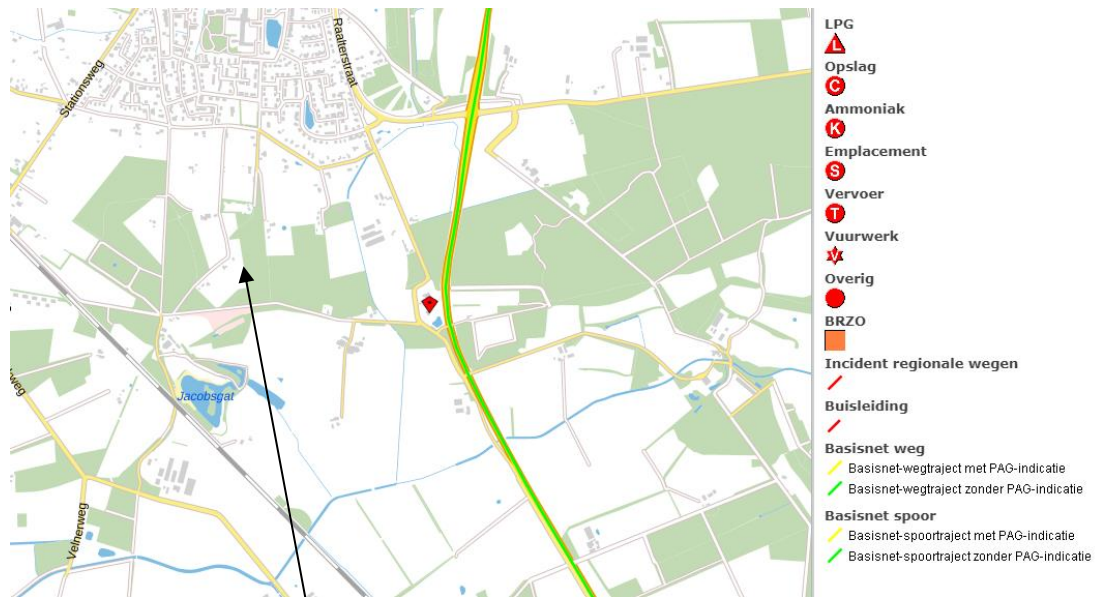 Stationsweg
Raalterstraat
Jacobsgat
Velnerweg
kweg
LPG
L
Opslag
C
Ammoniak
K
Emplacement
S
Vervoer
T
Vuurwerk
V
Overig
BRZO
Incident regionale wegen
Buisleiding
Basisnet weg
Basisnet-wegtraject met PAG-indicatie
Basisnet-wegtraject zonder PAG-indicatie
Basisnet spoor
Basisnet-spoortraject met PAG-indicatie
Basisnet-spoortraject zonder PAG-indicatie